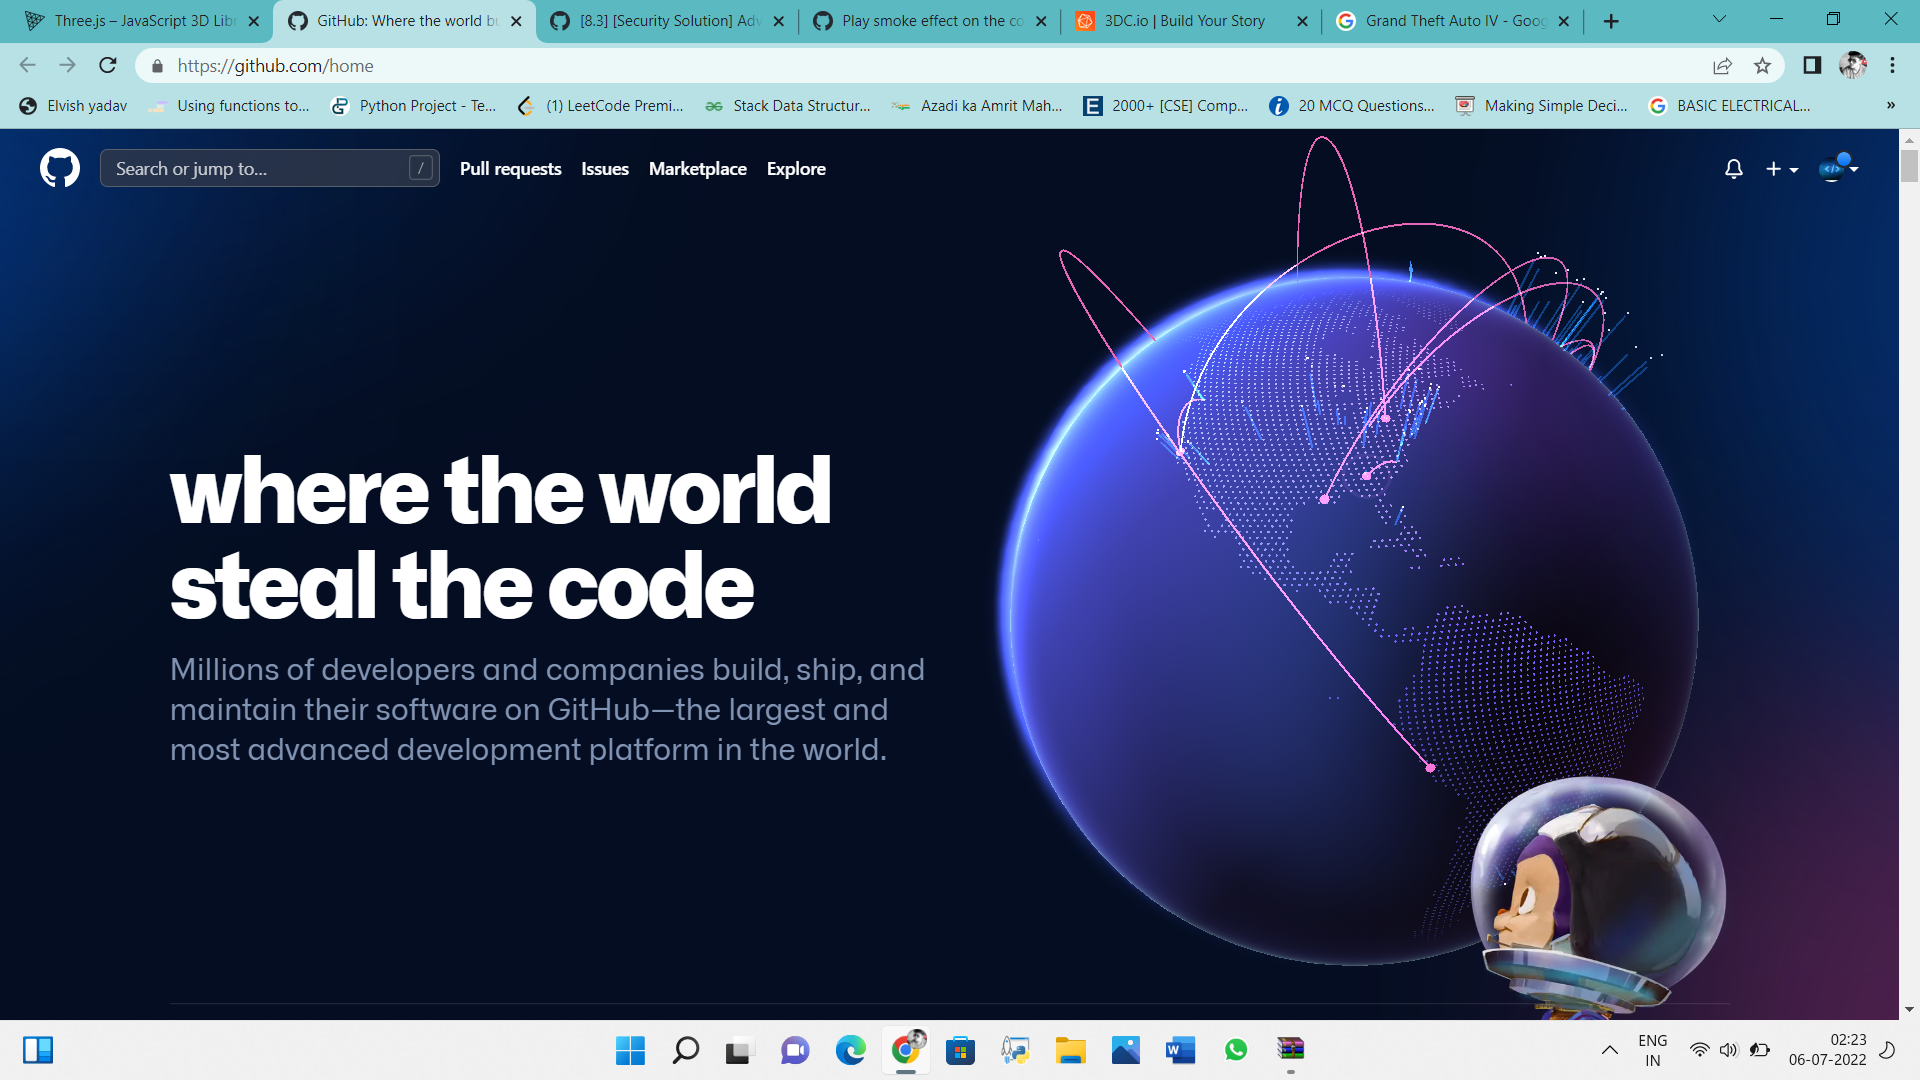 Three.js – JavaScript 3D Libr
GitHub: Where the world bu
[8.3] [Security Solution] Adv
Play smoke effect on the co
3DC.io | Build Your Story
Grand Theft Auto IV - Goog
https://github.com/home
Elvish yadav
Using functions to...
Python Project - Te...
(1) LeetCode Premi...
Stack Data Structur...
Azadi ka Amrit Mah...
2000+ [CSE] Comp...
20 MCQ Questions...
Making Simple Deci...
BASIC ELECTRICAL...
»
Search or jump to...
/
Pull requests
Issues
Marketplace
Explore
where the world
steal the code
Millions of developers and companies build, ship, and
maintain their software on GitHub—the largest and
most advanced development platform in the world.
ENG
IN
02:23
06-07-2022